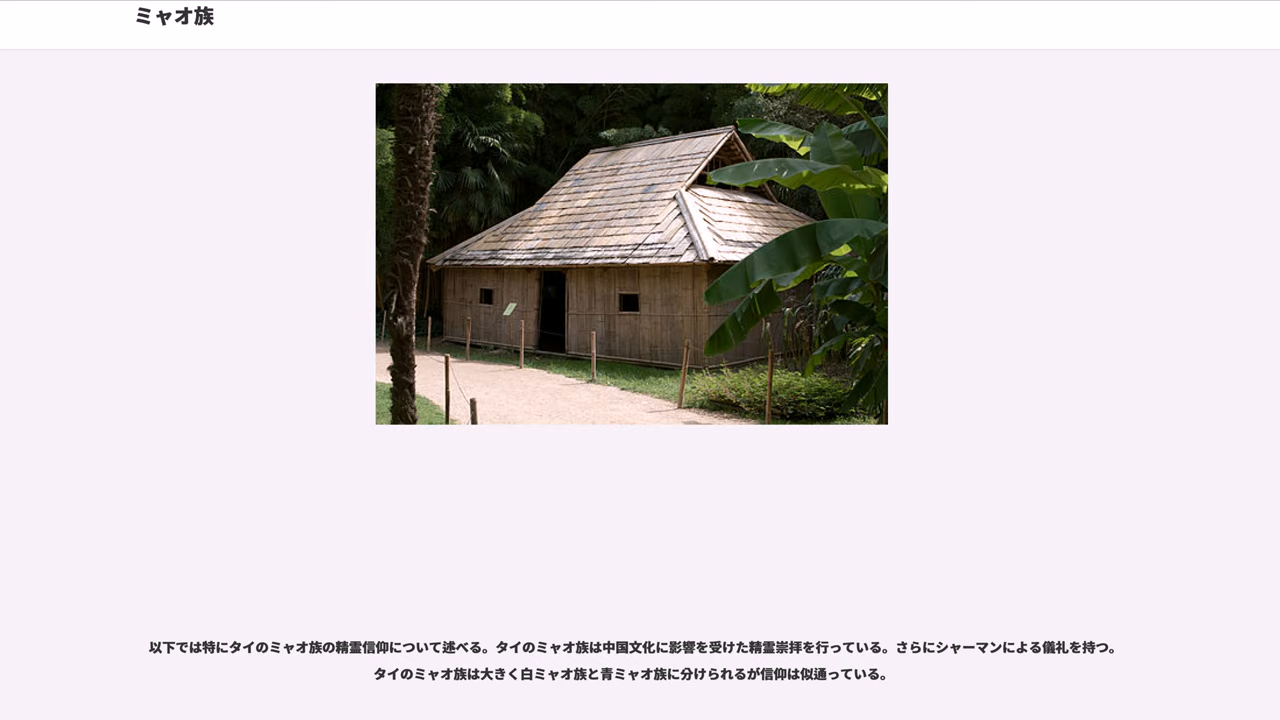 ミャオ族
以下では特にタイのミャオ族の精霊信仰について述べる。タイのミャオ族は中国文化に影響を受けた精霊崇拝を行っている。さらにシャーマンによる儀礼を持つ。
タイのミャオ族は大きく白ミャオ族と青ミャオ族に分けられるが信仰は似通っている。